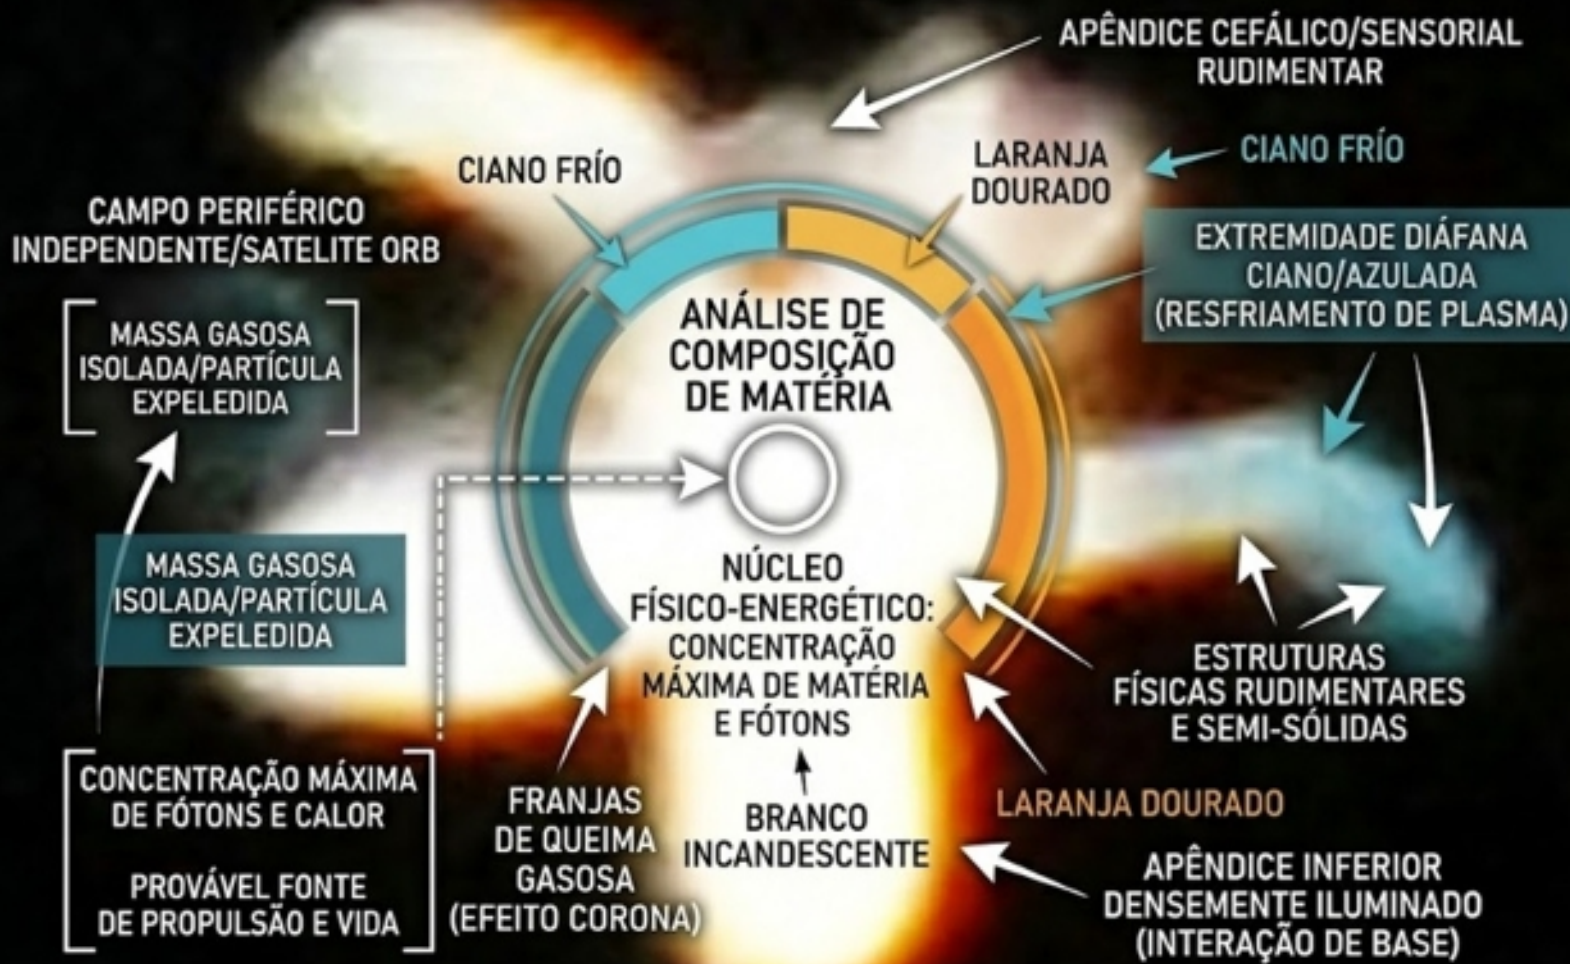 APÊNDICE CEFÁLICO/SENSORIAL
RUDIMENTAR
CIANO FRÍO
LARANJA
DOURADO
CIANO FRÍO
CAMPO PERIFÉRICO
INDEPENDENTE/SATELITE ORB
EXTREMIDADE DIÁFANA
CIANO/AZULADA
(RESFRIAMENTO DE PLASMA)
MASSA GASOSA
ISOLADA/PARTÍCULA
EXPELEDIDA
ANÁLISE DE
COMPOSIÇÃO
DE MATÉRIA
MASSA GASOSA
ISOLADA/PARTÍCULA
EXPELEDIDA
NÚCLEO
FÍSICO-ENERGÉTICO:
CONCENTRAÇÃO
MÁXIMA DE MATÉRIA
E FÓTONS
ESTRUTURAS
FÍSICAS RUDIMENTARES
E SEMI-SÓLIDAS
CONCENTRAÇÃO MÁXIMA
DE FÓTONS E CALOR
PROVÁVEL FONTE
DE PROPULSÃO E VIDA
FRANJAS
DE QUEIMA
GASOSA
(EFEITO CORONA)
BRANCO
INCANDESCENTE
LARANJA DOURADO
APÊNDICE INFERIOR
DENSEMENTE ILUMINADO
(INTERAÇÃO DE BASE)